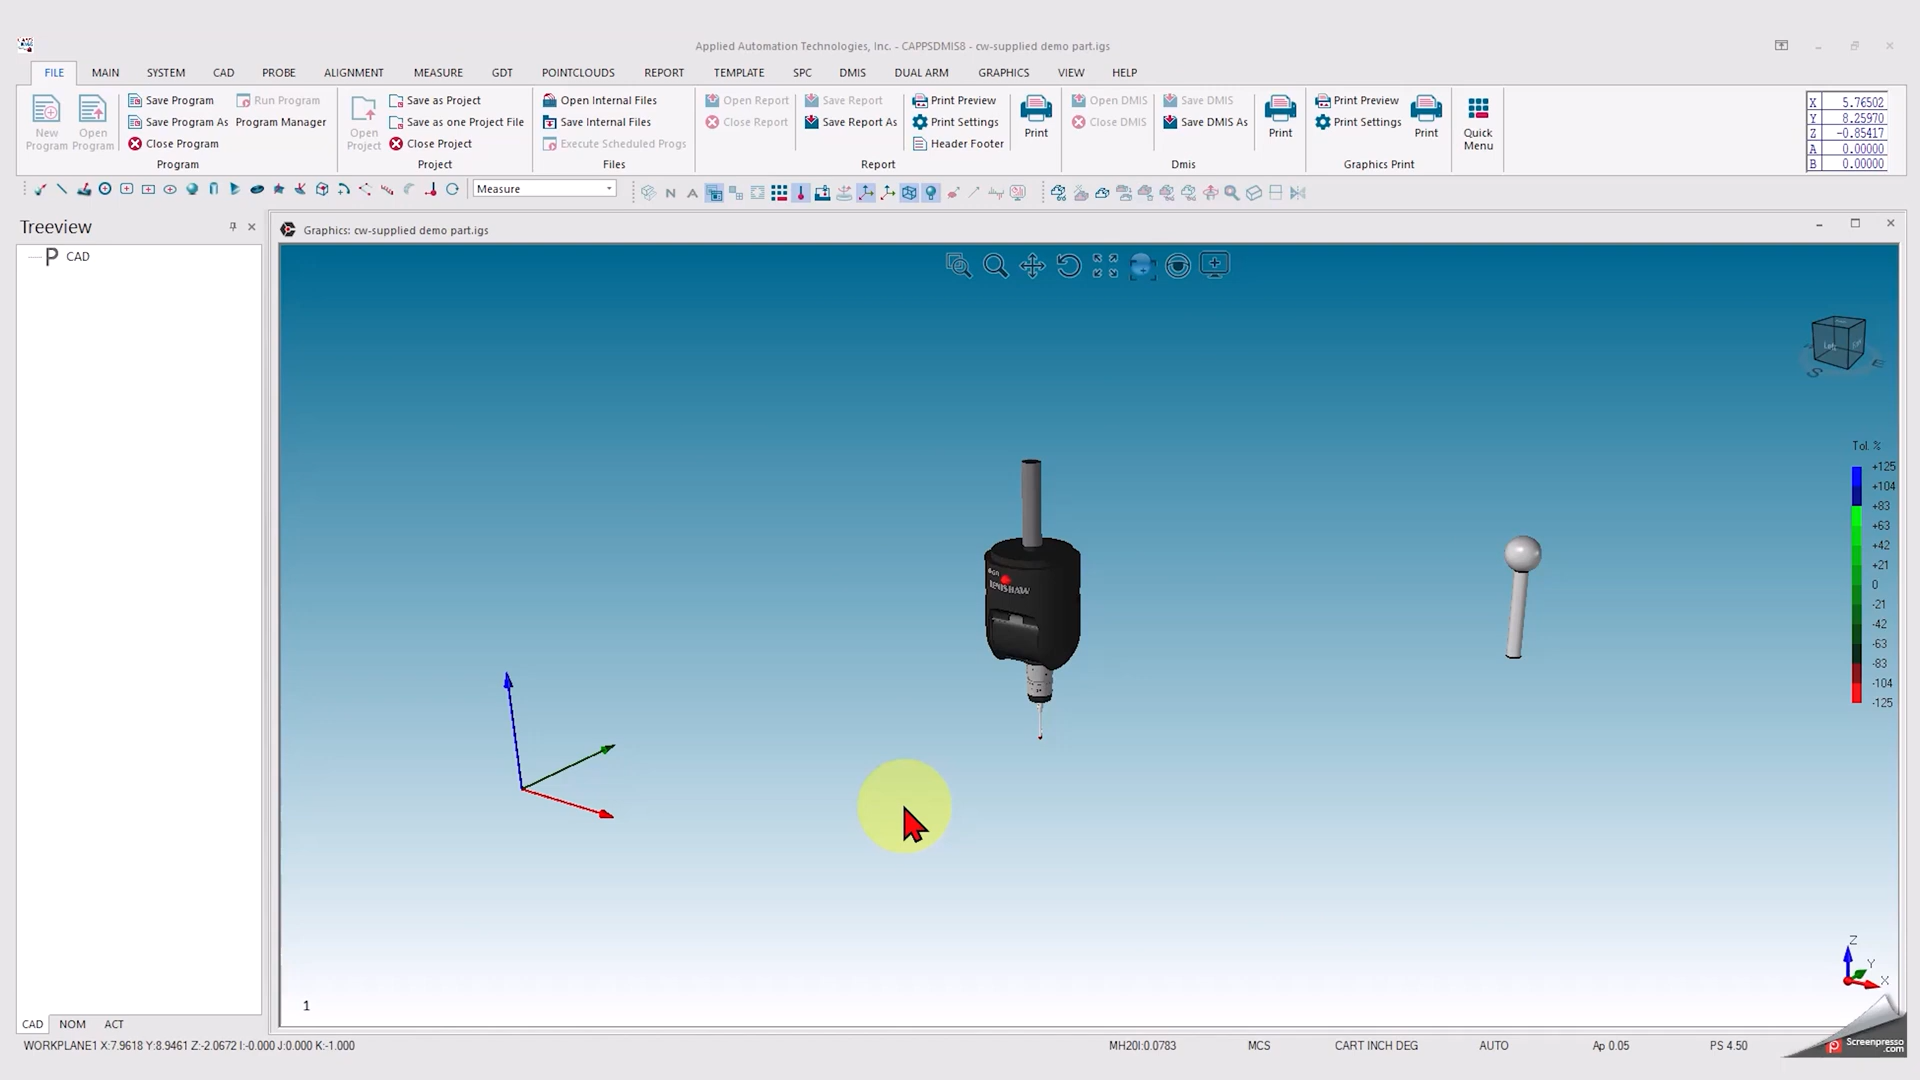 Applied Automation Technologies, Inc. - CAPPSDMIS8 - cw-supplied demo part.igs
FILE MAIN SYSTEM CAD PROBE ALIGNMENT MEASURE GDT POINTCLOUDS REPORT TEMPLATE SPC DMIS DUAL ARM GRAPHICS VIEW HELP
New Program
Open Program
Save Program
Save Program As
Close Program
Run Program
Program Manager
Program
Open Project
Save as Project
Save as one Project File
Close Project
Project
Open Internal Files
Save Internal Files
Execute Scheduled Progs
Files
Open Report
Close Report
Save Report
Save Report As
Print Preview
Print Settings
Header Footer
Print
Report
Open DMIS
Close DMIS
Save DMIS
Save DMIS As
Print
Dmis
Print Preview
Print Settings
Print
Graphics Print
Quick Menu
X 5.76502
Y 8.25970
Z -0.85417
A 0.00000
B 0.00000
Measure
Treeview
P CAD
Graphics: cw-supplied demo part.igs
Left
S
E
RENISHAW
Tol. %
+125
+104
+83
+63
+42
+21
0
-21
-42
-63
-83
-104
-125
Z
Y
X
1
CAD NOM ACT
WORKPLANE1 X:7.9618 Y:8.9461 Z:-2.0672 I:-0.000 J:0.000 K:-1.000
MH20I:0.0783 MCS CART INCH DEG AUTO Ap 0.05 PS 4.50
Screenpresso
.com